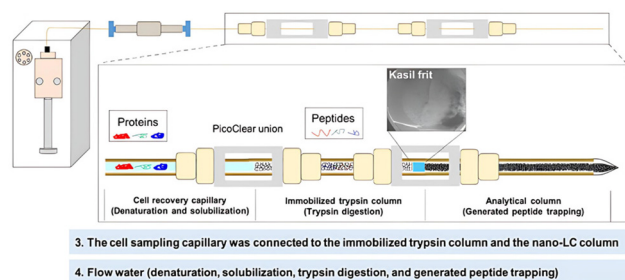 Kasil frit
Proteins
Peptides
PicoClear union
Cell recovery capillary
(Denaturation and solubilization)
Immobilized trypsin column
(Trypsin digestion)
Analytical column
(Generated peptide trapping)
3. The cell sampling capillary was connected to the immobilized trypsin column and the nano-LC column
4. Flow water (denaturation, solubilization, trypsin digestion, and generated peptide trapping)